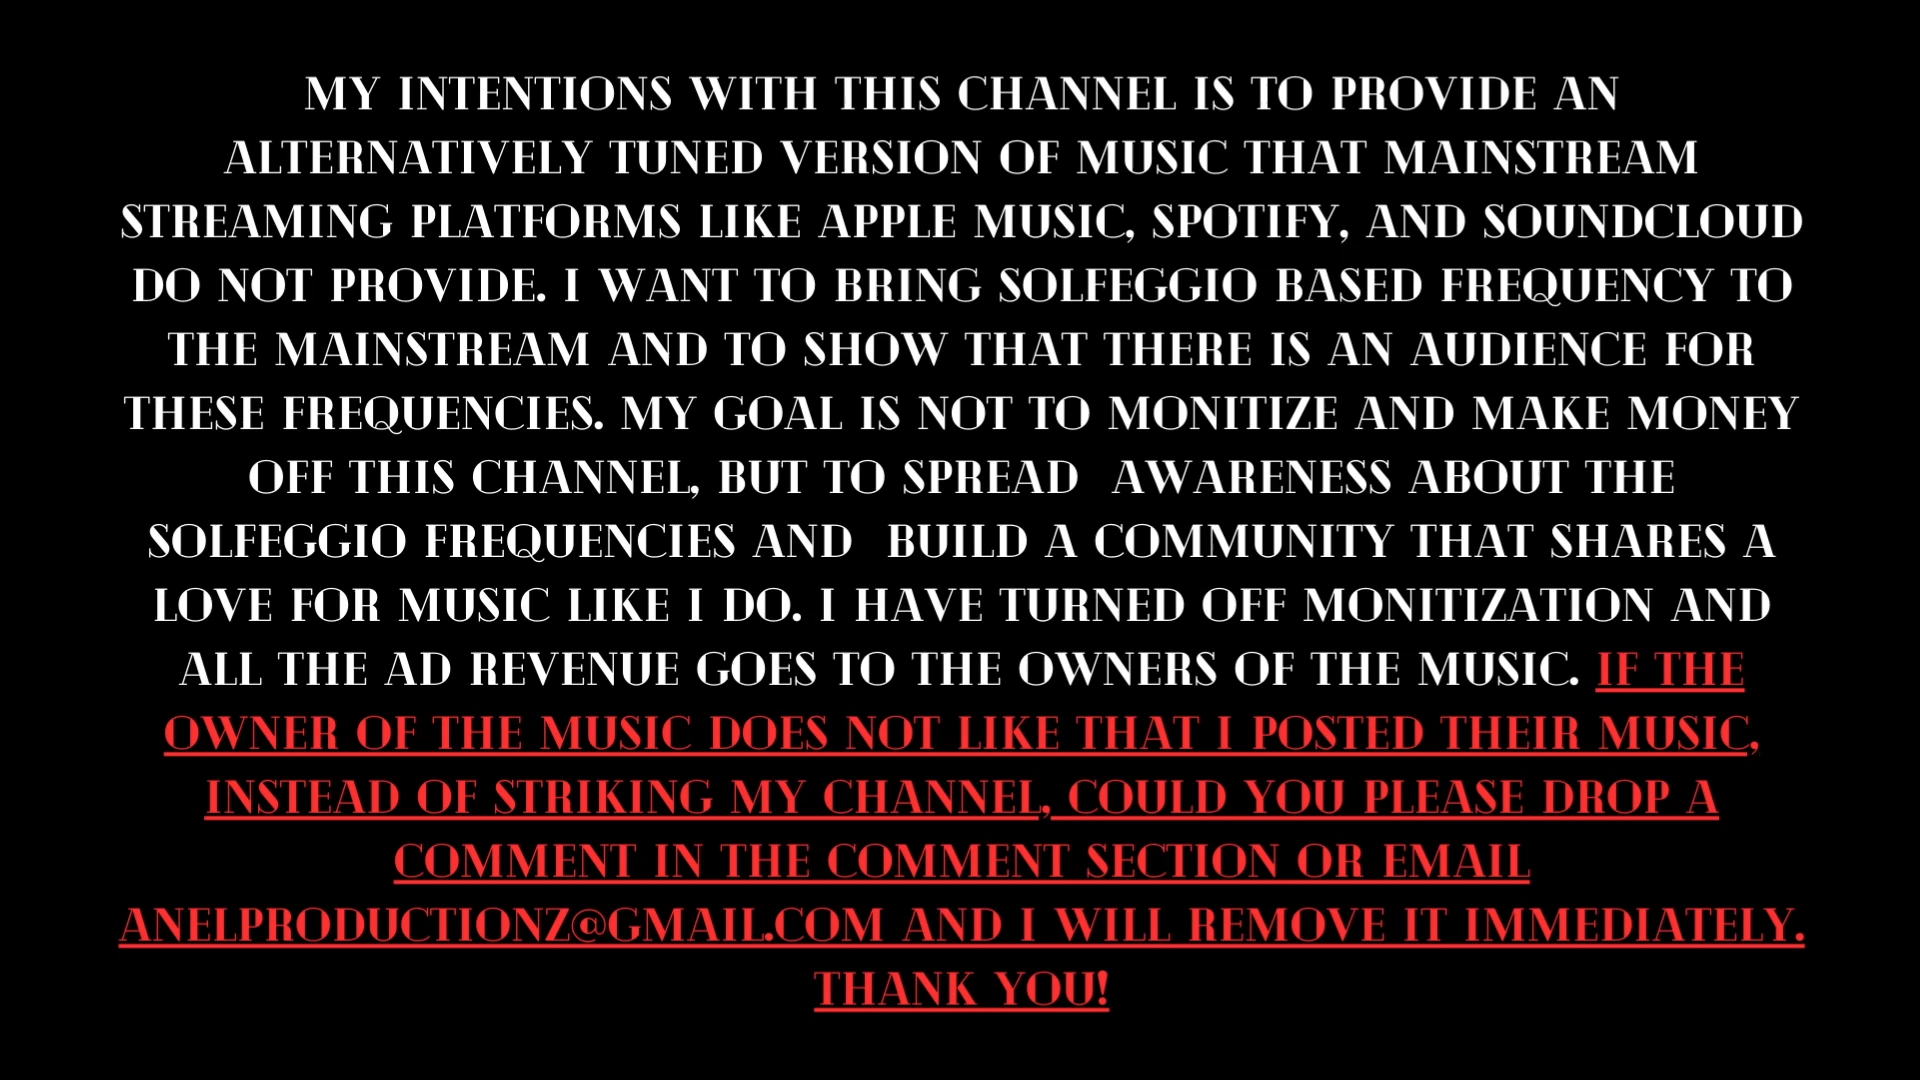 MY INTENTIONS WITH THIS CHANNEL IS TO PROVIDE AN
ALTERNATIVELY TUNED VERSION OF MUSIC THAT MAINSTREAM
STREAMING PLATFORMS LIKE APPLE MUSIC, SPOTIFY, AND SOUNDCLOUD
DO NOT PROVIDE. I WANT TO BRING SOLFEGGIO BASED FREQUENCY TO
THE MAINSTREAM AND TO SHOW THAT THERE IS AN AUDIENCE FOR
THESE FREQUENCIES. MY GOAL IS NOT TO MONITIZE AND MAKE MONEY
OFF THIS CHANNEL, BUT TO SPREAD  AWARENESS ABOUT THE
SOLFEGGIO FREQUENCIES AND  BUILD A COMMUNITY THAT SHARES A
LOVE FOR MUSIC LIKE I DO. I HAVE TURNED OFF MONITIZATION AND
ALL THE AD REVENUE GOES TO THE OWNERS OF THE MUSIC. IF THE
OWNER OF THE MUSIC DOES NOT LIKE THAT I POSTED THEIR MUSIC,
INSTEAD OF STRIKING MY CHANNEL, COULD YOU PLEASE DROP A
COMMENT IN THE COMMENT SECTION OR EMAIL
ANELPRODUCTIONZ@GMAIL.COM AND I WILL REMOVE IT IMMEDIATELY.
THANK YOU!